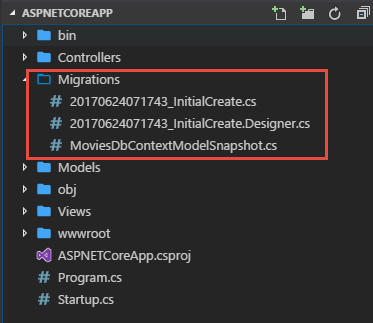 ASPNETCOREAPP
bin
Controllers
Migrations
20170624071743_InitialCreate.cs
20170624071743_InitialCreate.Designer.cs
MoviesDbContextModelSnapshot.cs
Models
obj
Views
wwwroot
ASPNETCoreApp.csproj
Program.cs
Startup.cs